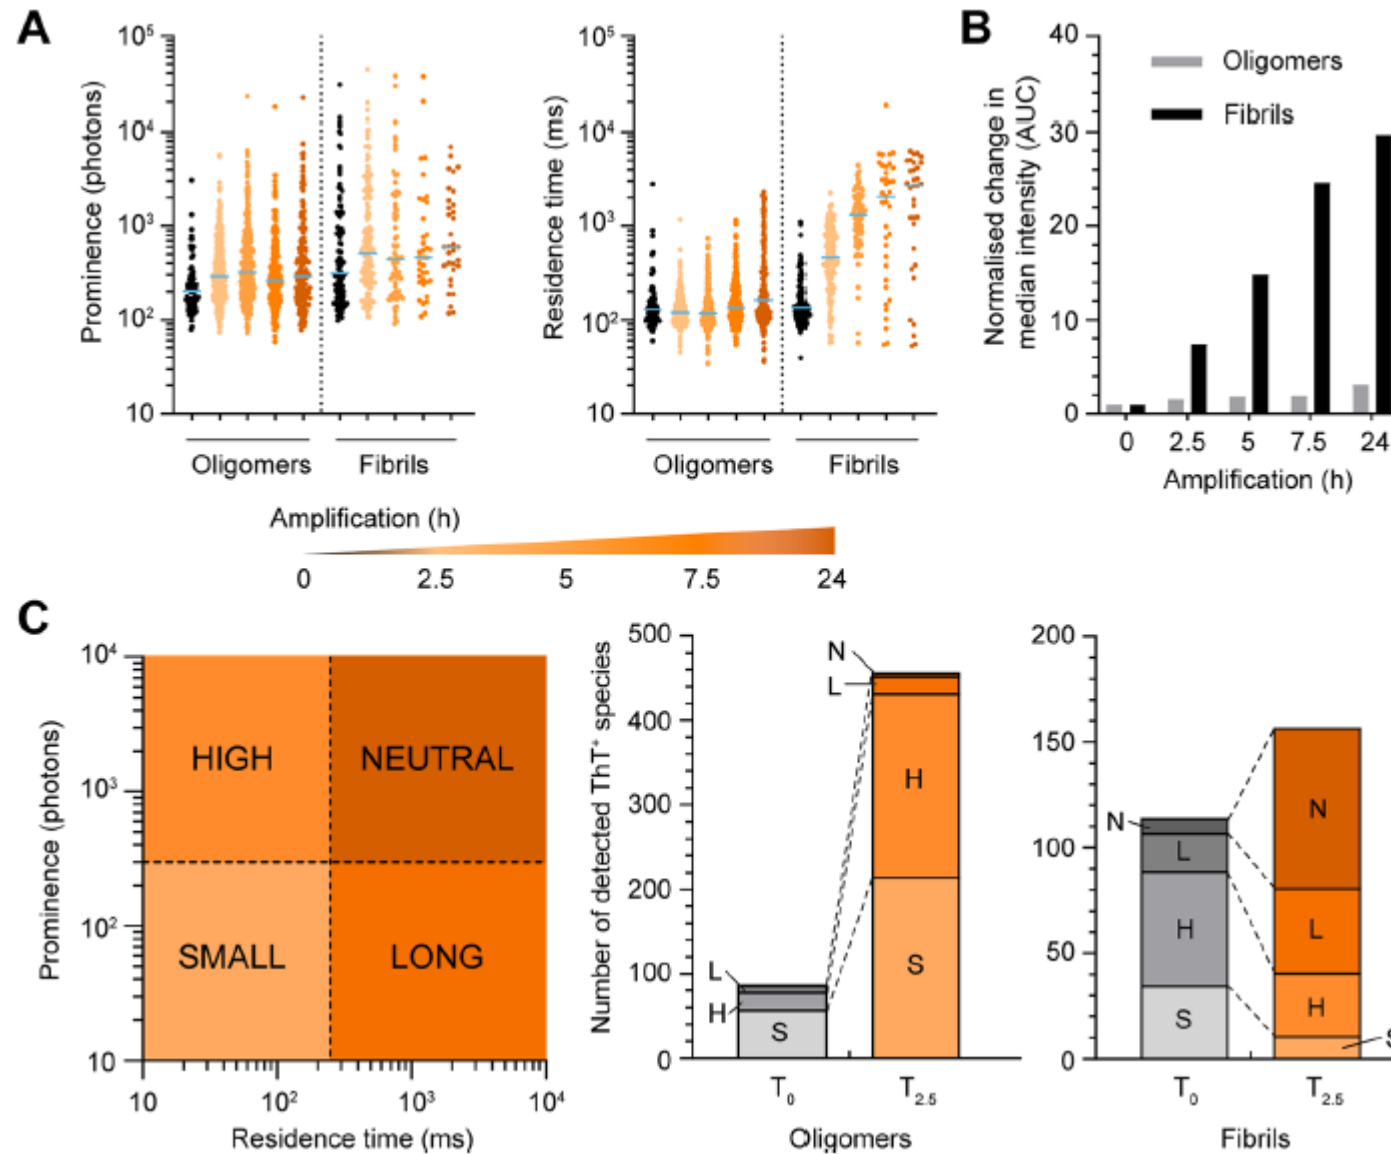 A
Prominence (photons)
10⁵
10⁴
10³
10²
10
Oligomers
Fibrils
Residence time (ms)
10⁵
10⁴
10³
10²
10
Oligomers
Fibrils
Amplification (h)
0
2.5
5
7.5
24
B
Normalised change in
median intensity (AUC)
40
30
20
10
0
Oligomers
Fibrils
0
2.5
5
7.5
24
Amplification (h)
C
Prominence (photons)
10⁴
10³
10²
10
HIGH
NEUTRAL
SMALL
LONG
10
10²
10³
10⁴
Residence time (ms)
Number of detected ThT⁺ species
500
400
300
200
100
0
L
H
S
N
L
H
S
T₀
T₂.₅
Oligomers
200
150
100
50
0
N
L
H
S
N
L
H
S
T₀
T₂.₅
Fibrils